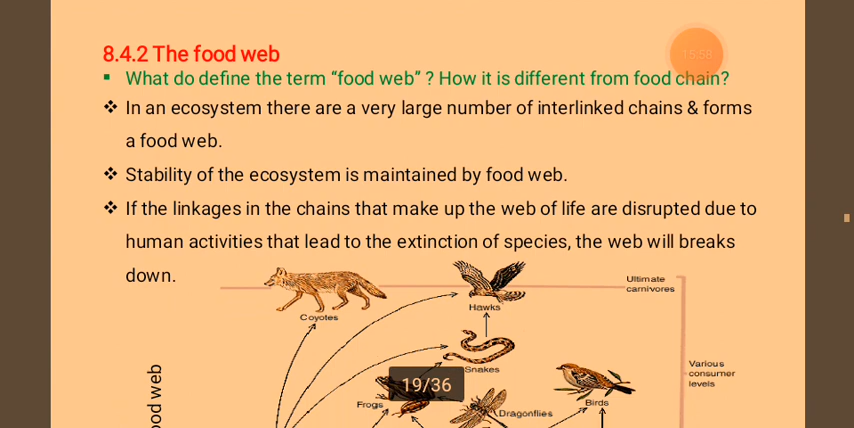 8.4.2 The food web
▪ What do define the term “food web” ? How it is different from food chain?
❖ In an ecosystem there are a very large number of interlinked chains & forms
a food web.
❖ Stability of the ecosystem is maintained by food web.
❖ If the linkages in the chains that make up the web of life are disrupted due to
human activities that lead to the extinction of species, the web will breaks
down.
Ultimate
carnivores
Hawks
Coyotes
Snakes
Various
consumer
levels
19/36
Frogs
Birds
Dragonflies
ood web
15:58